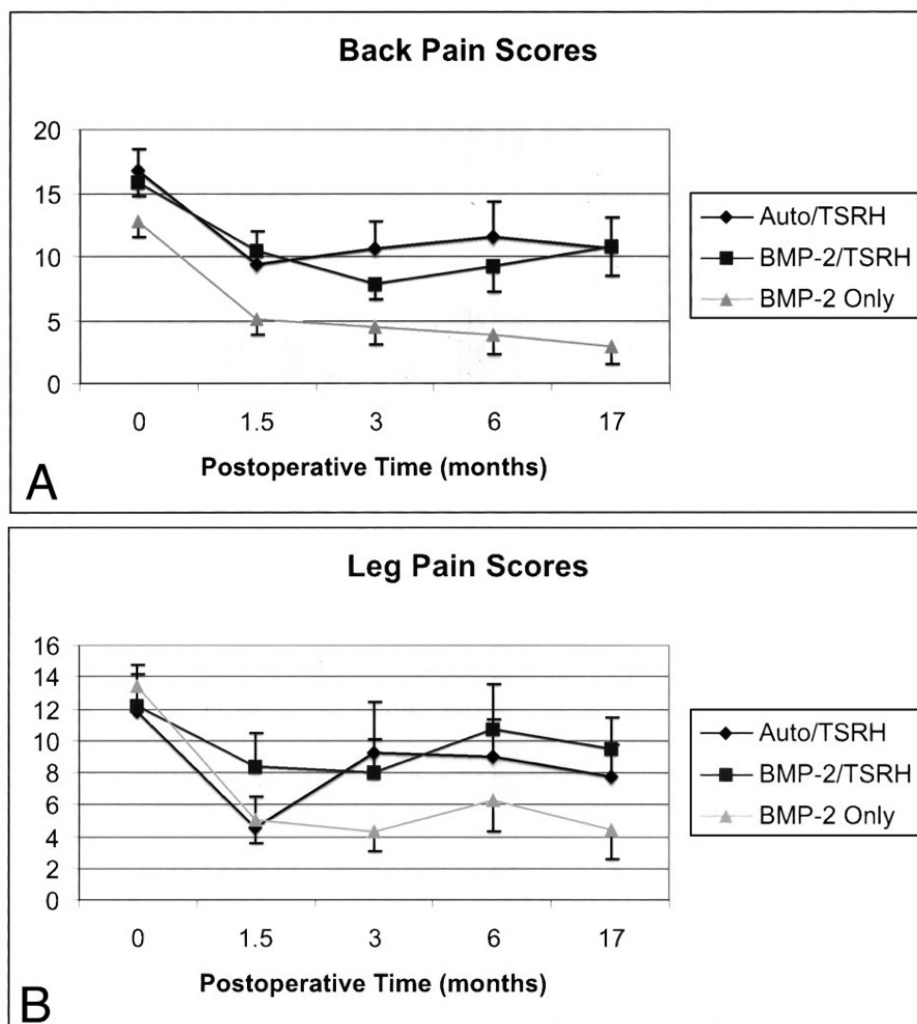 Back Pain Scores
20
15
10
5
0
0 1.5 3 6 17
Postoperative Time (months)
Auto/TSRH
BMP-2/TSRH
BMP-2 Only
A
Leg Pain Scores
16
14
12
10
8
6
4
2
0
0 1.5 3 6 17
Postoperative Time (months)
Auto/TSRH
BMP-2/TSRH
BMP-2 Only
B